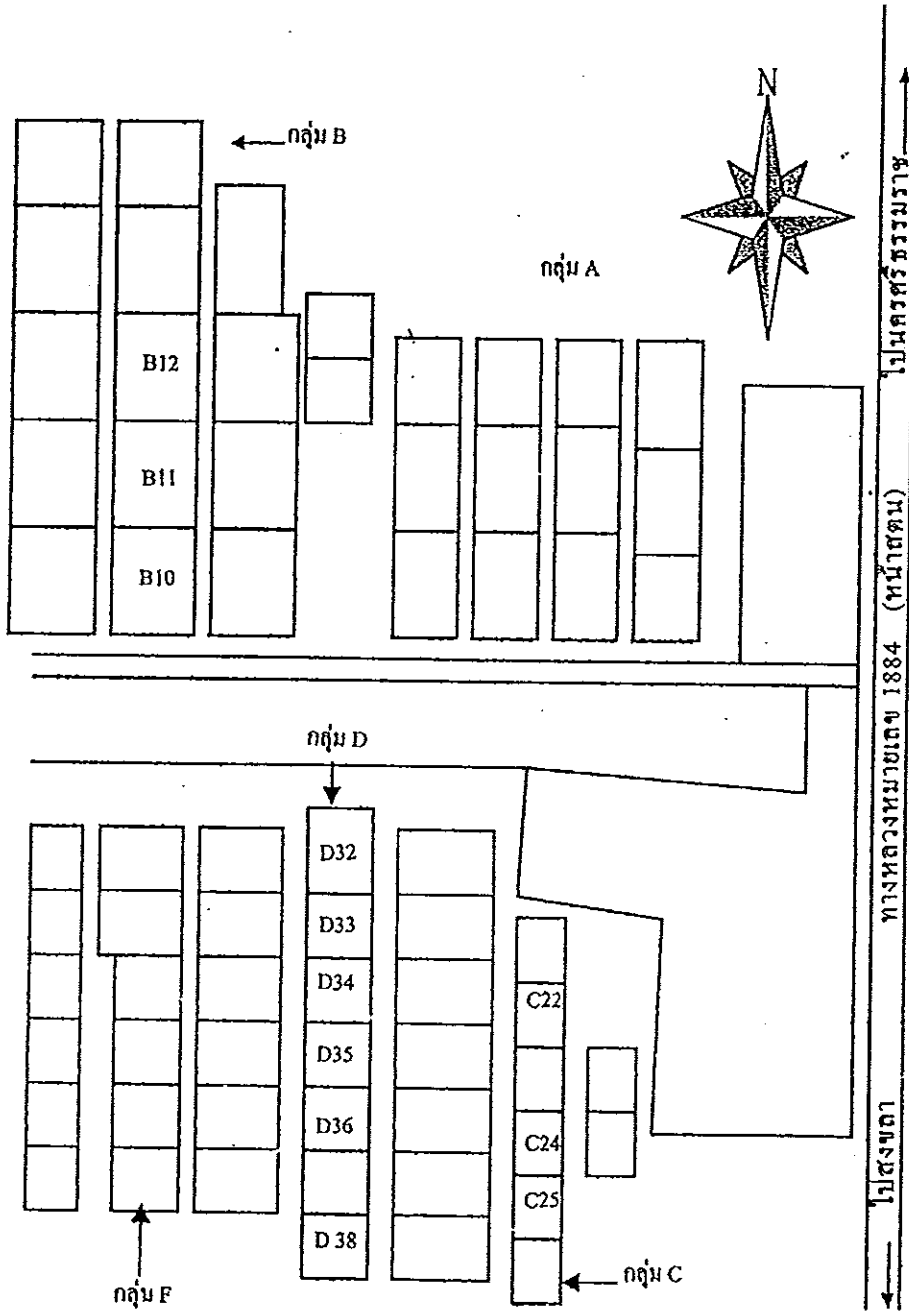 N
กลุ่ม B
กลุ่ม A
B12
B11
B10
กลุ่ม D
D32
D33
D34
D35
D36
D 38
C22
C24
C25
กลุ่ม F
กลุ่ม C
ไปนครศรีธรรมราช
ทางหลวงหมายเลข 1884 (หน้าสตน)
ไปสงขลา